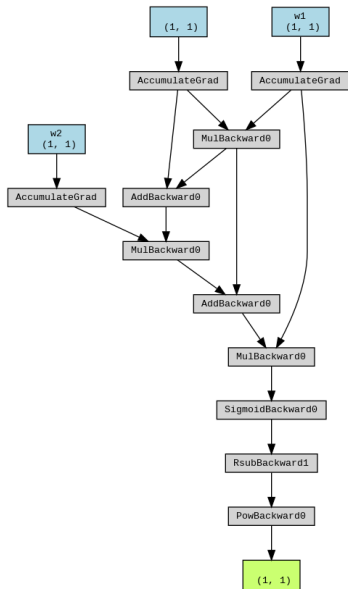 w1
(1, 1)
(1, 1)
AccumulateGrad
AccumulateGrad
w2
(1, 1)
MulBackward0
AccumulateGrad
AddBackward0
MulBackward0
AddBackward0
MulBackward0
SigmoidBackward0
RsubBackward1
PowBackward0
(1, 1)